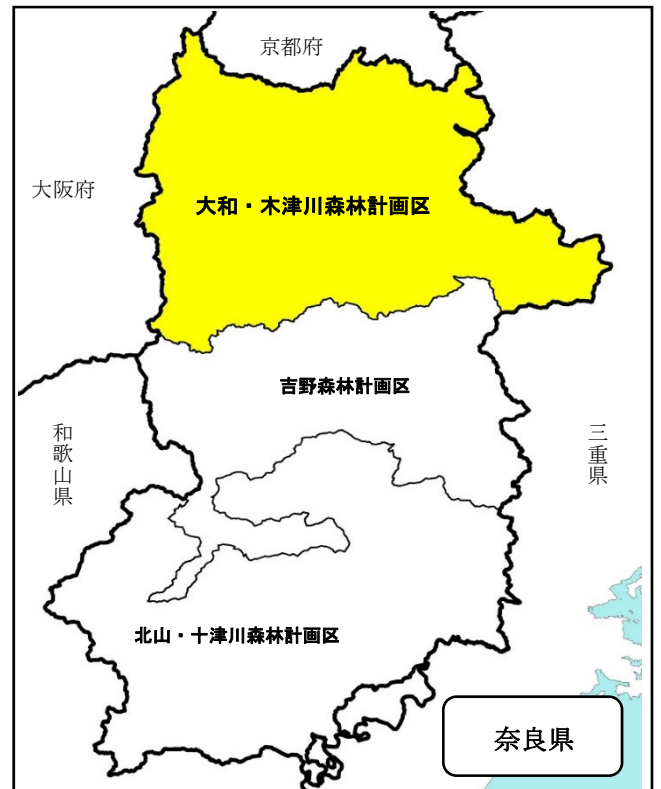 京都府
大阪府
大和・木津川森林計画区
吉野森林計画区
和歌山県
三重県
北山・十津川森林計画区
奈良県